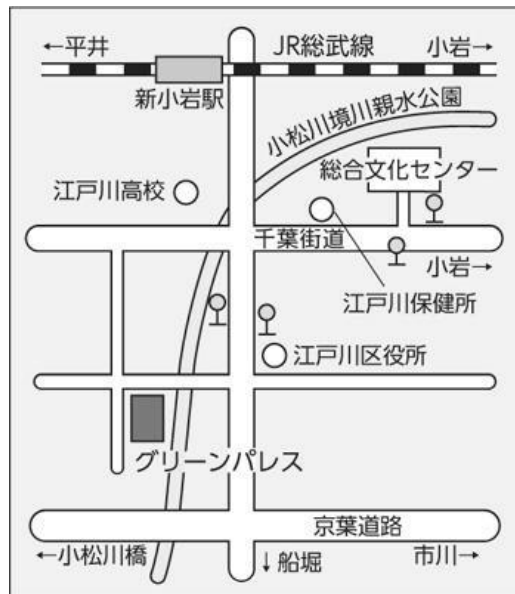 ←平井
JR総武線
小岩→
新小岩駅
小松川境川親水公園
総合文化センター
江戸川高校
千葉街道
小岩→
江戸川保健所
江戸川区役所
グリーンパレス
京葉道路
←小松川橋
↓船堀
市川→